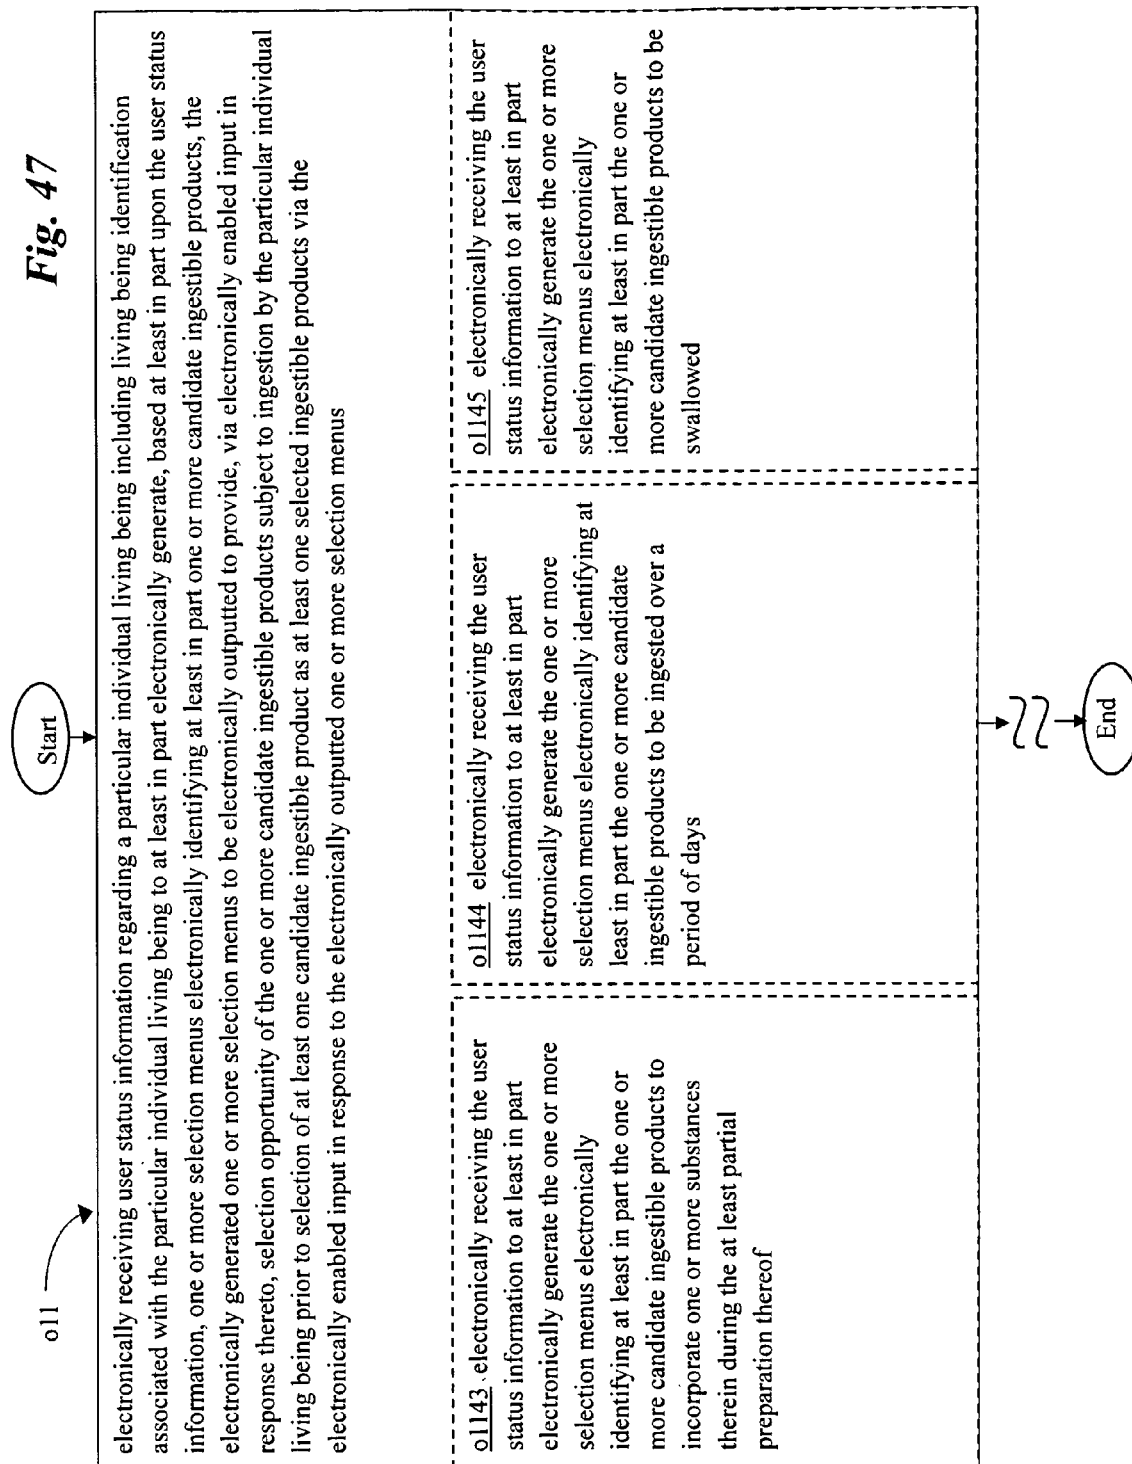 Fig. 47
Start
o11
electronically receiving user status information regarding a particular individual living being including living being identification
associated with the particular individual living being to at least in part electronically generate, based at least in part upon the user status
information, one or more selection menus electronically identifying at least in part one or more candidate ingestible products, the
electronically generated one or more selection menus to be electronically outputted to provide, via electronically enabled input in
response thereto, selection opportunity of the one or more candidate ingestible products subject to ingestion by the particular individual
living being prior to selection of at least one candidate ingestible product as at least one selected ingestible products via the
electronically enabled input in response to the electronically outputted one or more selection menus
o1143 electronically receiving the user
status information to at least in part
electronically generate the one or more
selection menus electronically
identifying at least in part the one or
more candidate ingestible products to
incorporate one or more substances
therein during the at least partial
preparation thereof
o1144 electronically receiving the user
status information to at least in part
electronically generate the one or more
selection menus electronically identifying at
least in part the one or more candidate
ingestible products to be ingested over a
period of days
o1145 electronically receiving the user
status information to at least in part
electronically generate the one or more
selection menus electronically
identifying at least in part the one or
more candidate ingestible products to be
swallowed
End